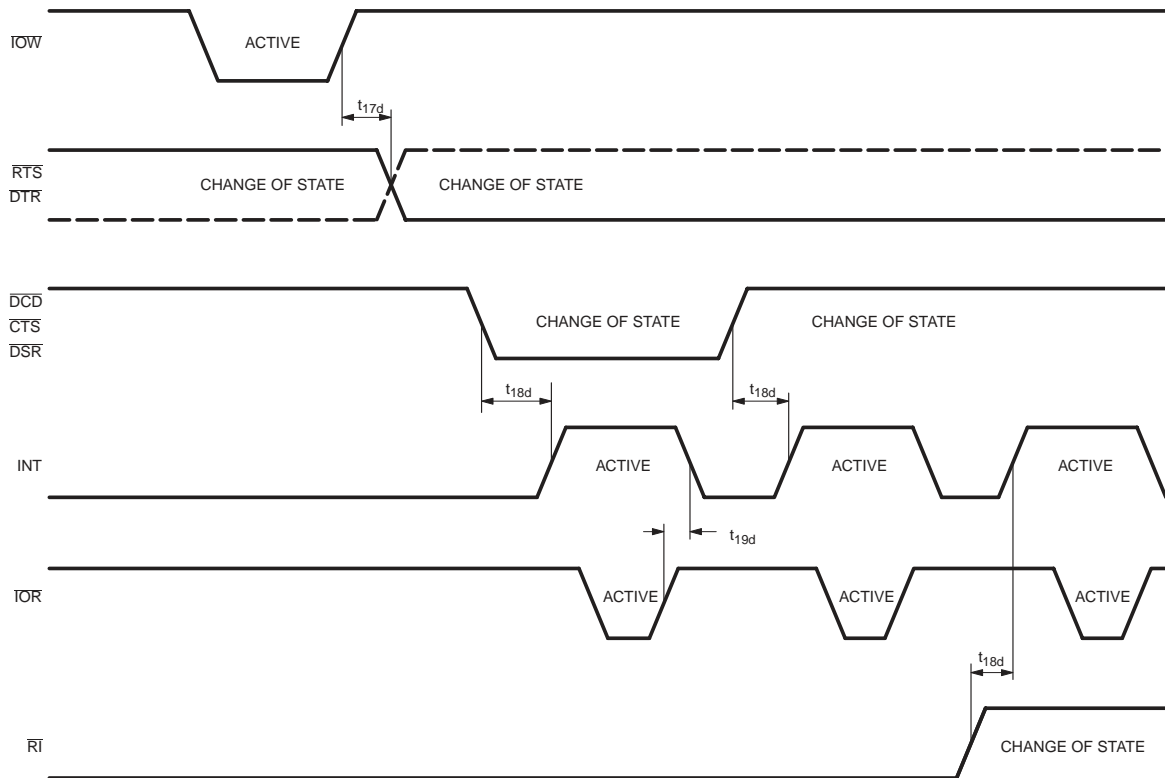 IOW
ACTIVE
t17d
RTS
DTR
CHANGE OF STATE
CHANGE OF STATE
DCD
CTS
DSR
CHANGE OF STATE
CHANGE OF STATE
t18d
t18d
INT
ACTIVE
ACTIVE
ACTIVE
t19d
IOR
ACTIVE
ACTIVE
ACTIVE
t18d
RI
CHANGE OF STATE